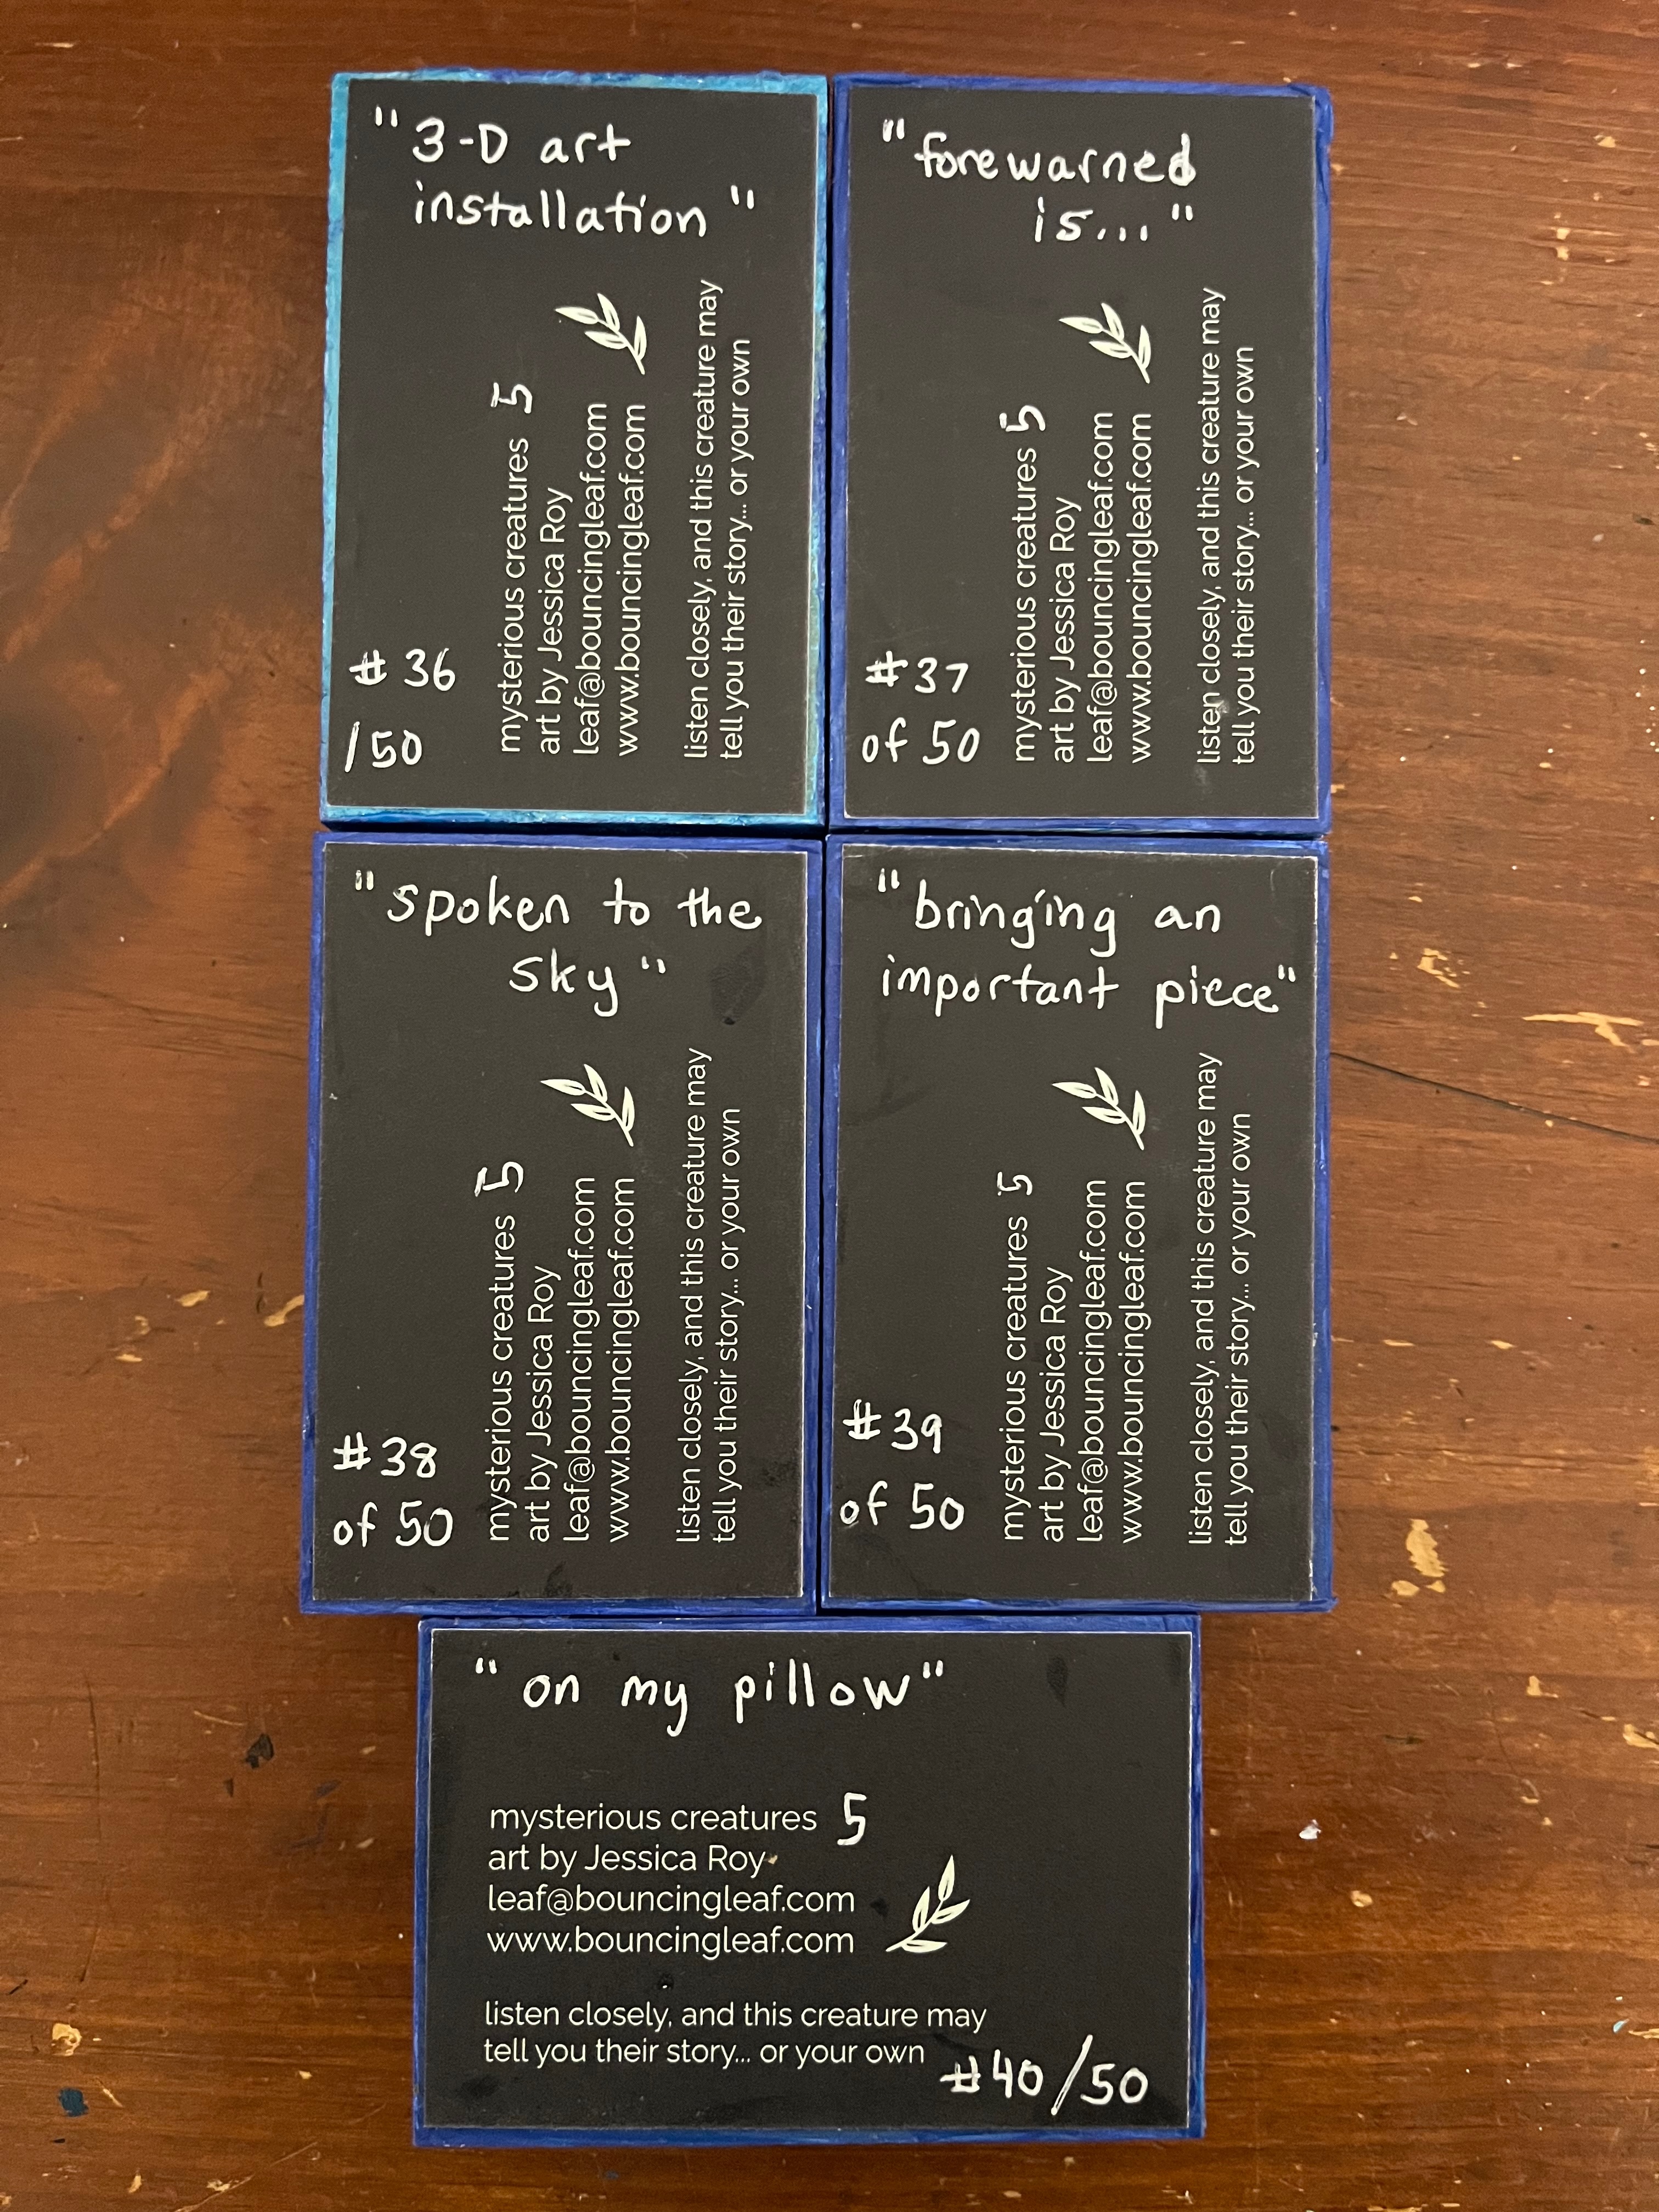 "3-D art
installation"
mysterious creatures 5
art by Jessica Roy
leaf@bouncingleaf.com
www.bouncingleaf.com
listen closely, and this creature may
tell you their story... or your own
#36
/50
"forewarned
is..."
mysterious creatures 5
art by Jessica Roy
leaf@bouncingleaf.com
www.bouncingleaf.com
listen closely, and this creature may
tell you their story... or your own
#37
of 50
"spoken to the
sky"
mysterious creatures 5
art by Jessica Roy
leaf@bouncingleaf.com
www.bouncingleaf.com
listen closely, and this creature may
tell you their story... or your own
#38
of 50
"bringing an
important piece"
mysterious creatures 5
art by Jessica Roy
leaf@bouncingleaf.com
www.bouncingleaf.com
listen closely, and this creature may
tell you their story... or your own
#39
of 50
"on my pillow"
mysterious creatures 5
art by Jessica Roy
leaf@bouncingleaf.com
www.bouncingleaf.com
listen closely, and this creature may
tell you their story... or your own
#40/50